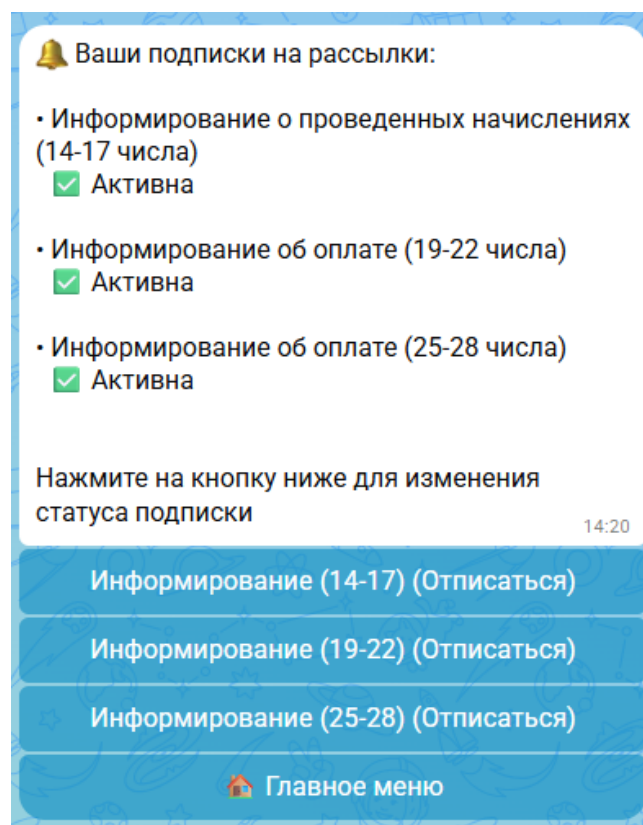 🔔 Ваши подписки на рассылки:
• Информирование о проведенных начислениях
(14-17 числа)
✅ Активна
• Информирование об оплате (19-22 числа)
✅ Активна
• Информирование об оплате (25-28 числа)
✅ Активна
Нажмите на кнопку ниже для изменения
статуса подписки
14:20
Информирование (14-17) (Отписаться)
Информирование (19-22) (Отписаться)
Информирование (25-28) (Отписаться)
🏠 Главное меню